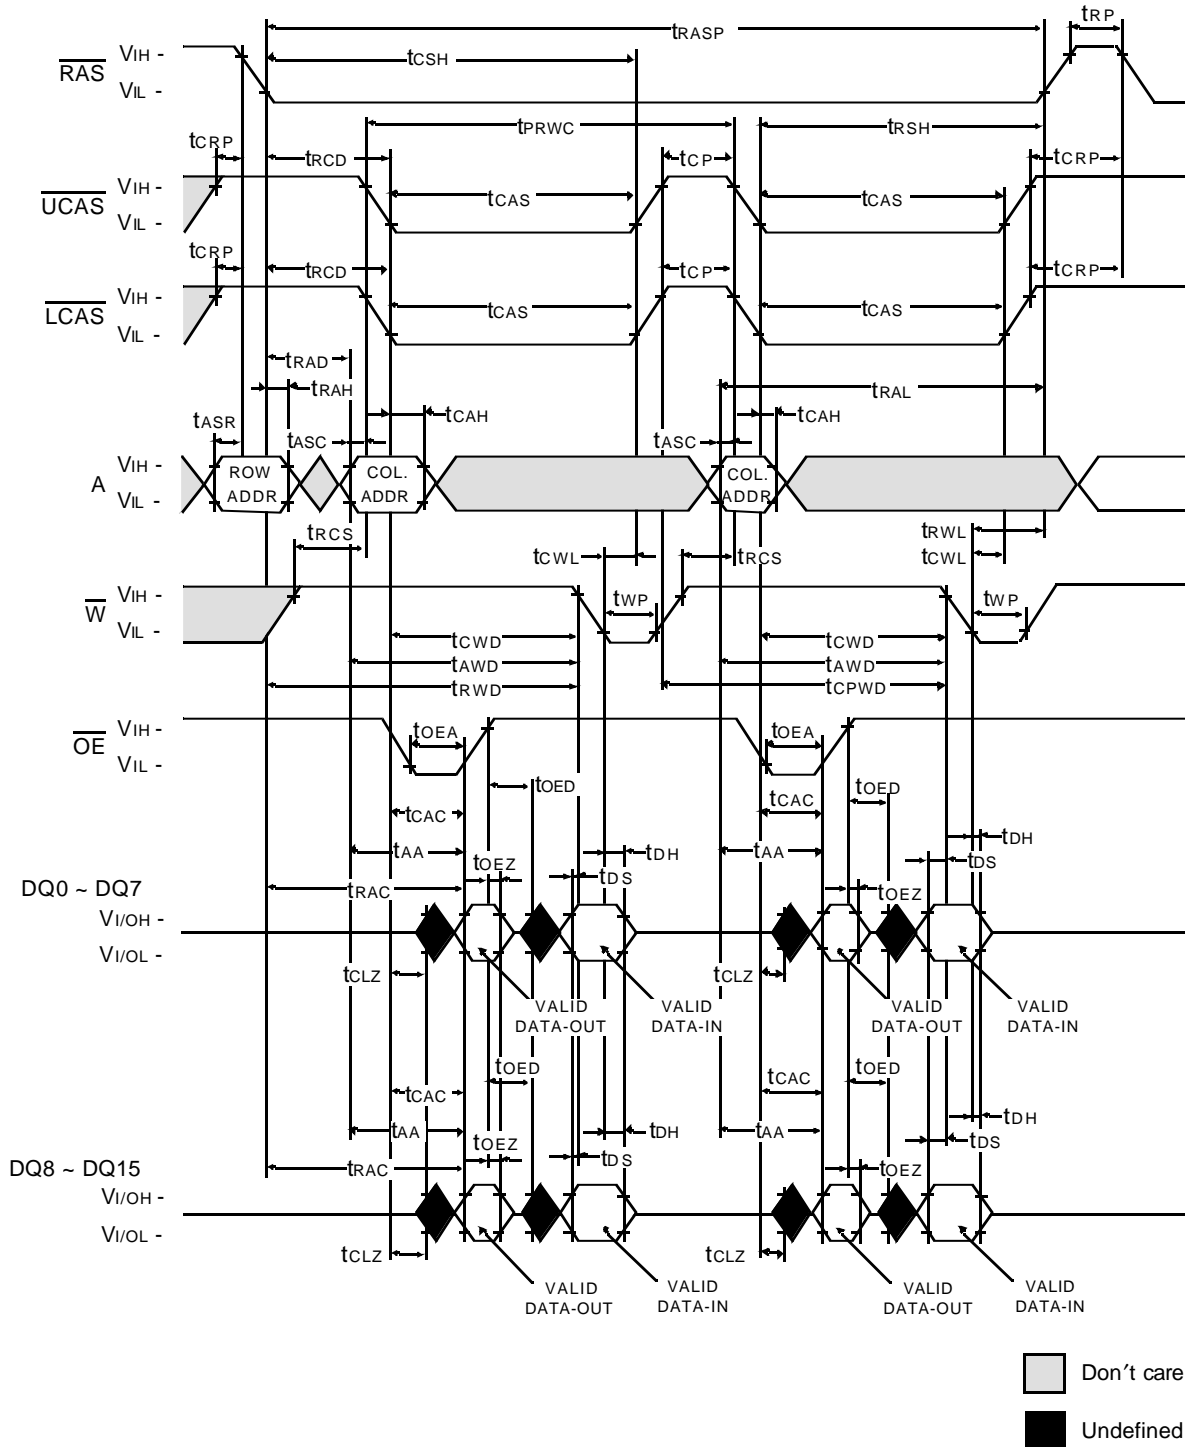 tRP
tRASP
RAS
VIH -
VIL -
tCSH
tPRWC
tRSH
tCRP
tRCD
tCP
tCRP
UCAS
VIH -
VIL -
tCAS
tCAS
tCRP
tRCD
tCP
tCRP
LCAS
VIH -
VIL -
tCAS
tCAS
tRAD
tRAH
tRAL
tASR
tASC
tCAH
tASC
tCAH
A
VIH -
VIL -
ROW
ADDR
COL.
ADDR
COL.
ADDR
tRCS
tCWL
tRCS
tRWL
tCWL
W
VIH -
VIL -
tWP
tWP
tCWD
tCWD
tAWD
tAWD
tRWD
tCPWD
OE
VIH -
VIL -
tOEA
tOEA
tOED
tOED
tCAC
tCAC
tAA
tDH
tAA
tDH
tOEZ
tDS
tDS
DQ0 ~ DQ7
tRAC
tOEZ
VI/OH -
VI/OL -
tCLZ
tCLZ
VALID
DATA-OUT
VALID
DATA-IN
VALID
DATA-OUT
VALID
DATA-IN
tOED
tOED
tCAC
tCAC
tAA
tDH
tAA
tDH
tOEZ
tDS
tDS
DQ8 ~ DQ15
tRAC
tOEZ
VI/OH -
VI/OL -
tCLZ
tCLZ
VALID
DATA-OUT
VALID
DATA-IN
VALID
DATA-OUT
VALID
DATA-IN
Don′t care
Undefined